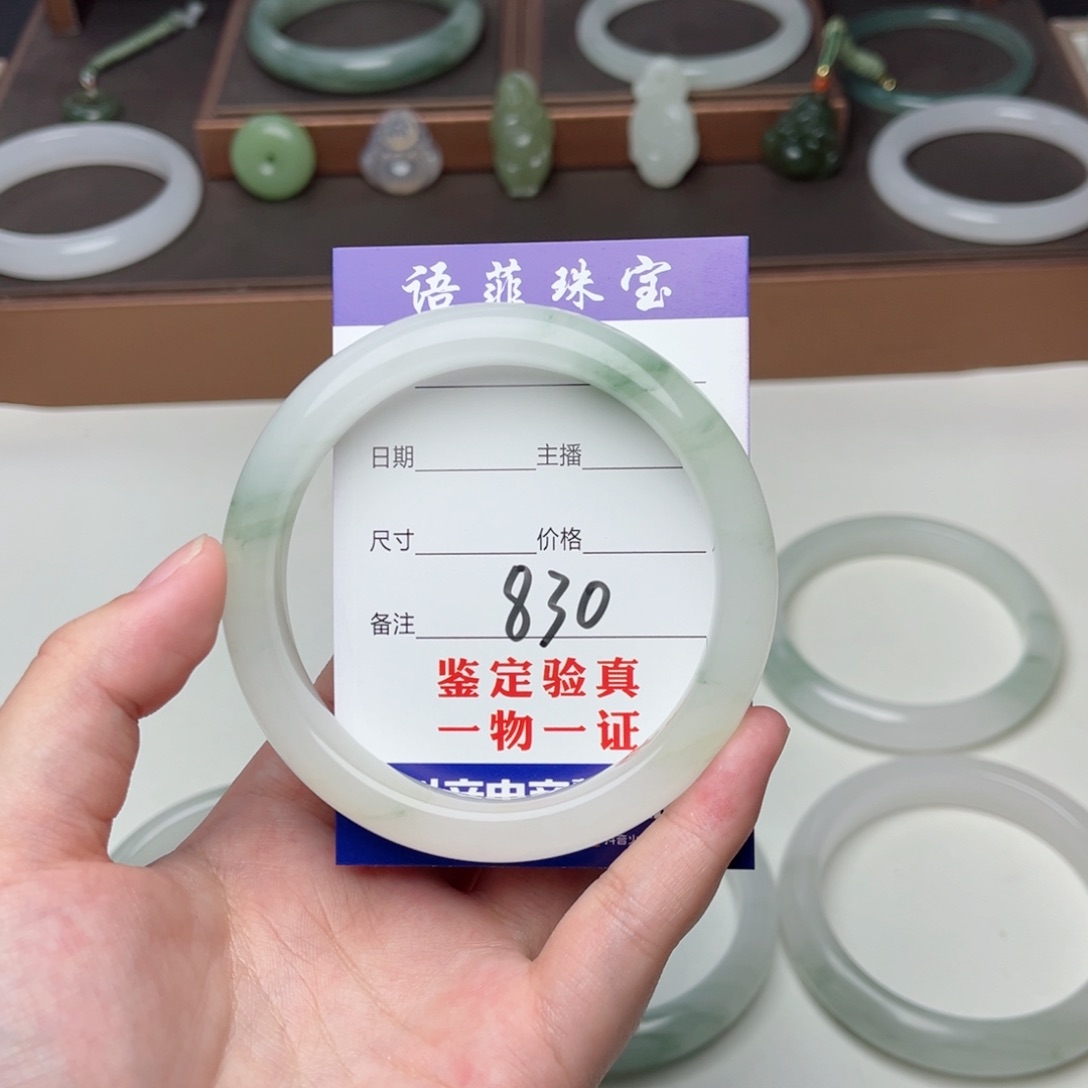 语菲珠宝
日期 主播
尺寸 价格
备注 830
鉴定验真
一物一证